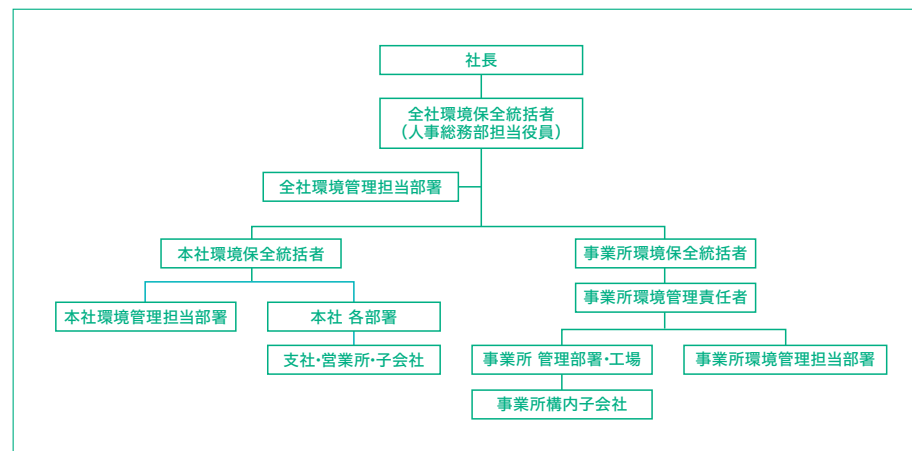 社長
全社環境保全統括者
（人事総務部担当役員）
全社環境管理担当部署
本社環境保全統括者
事業所環境保全統括者
事業所環境管理責任者
本社環境管理担当部署
本社 各部署
支社・営業所・子会社
事業所 管理部署・工場
事業所環境管理担当部署
事業所構内子会社